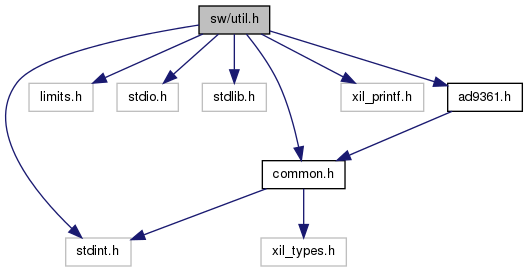 sw/util.h
limits.h
stdio.h
stdlib.h
xil_printf.h
ad9361.h
common.h
stdint.h
xil_types.h